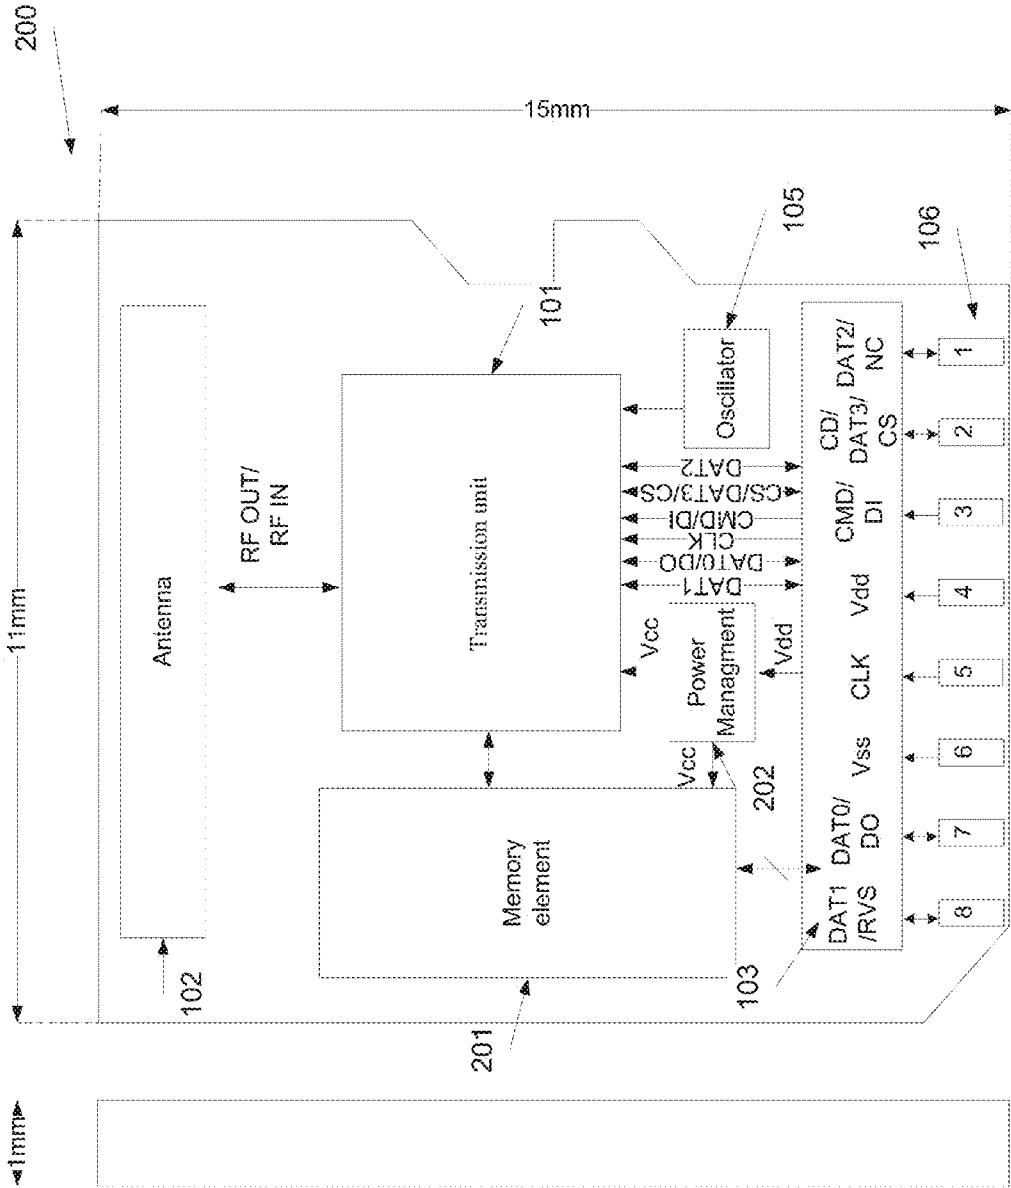 200
11mm
15mm
1mm
Antenna
102
RF OUT/
RF IN
101
Transmission unit
Memory
element
201
105
Oscillator
DAT2
CS/DAT3/CS
CMD/DI
CLK
DAT0/DO
DAT1
Vcc
Power
Managment
Vcc
Vdd
202
103
106
DAT1
/RVS
DAT0/
DO
Vss
CLK
Vdd
CMD/
DI
CD/
DAT3/
CS
DAT2/
NC
8
7
6
5
4
3
2
1